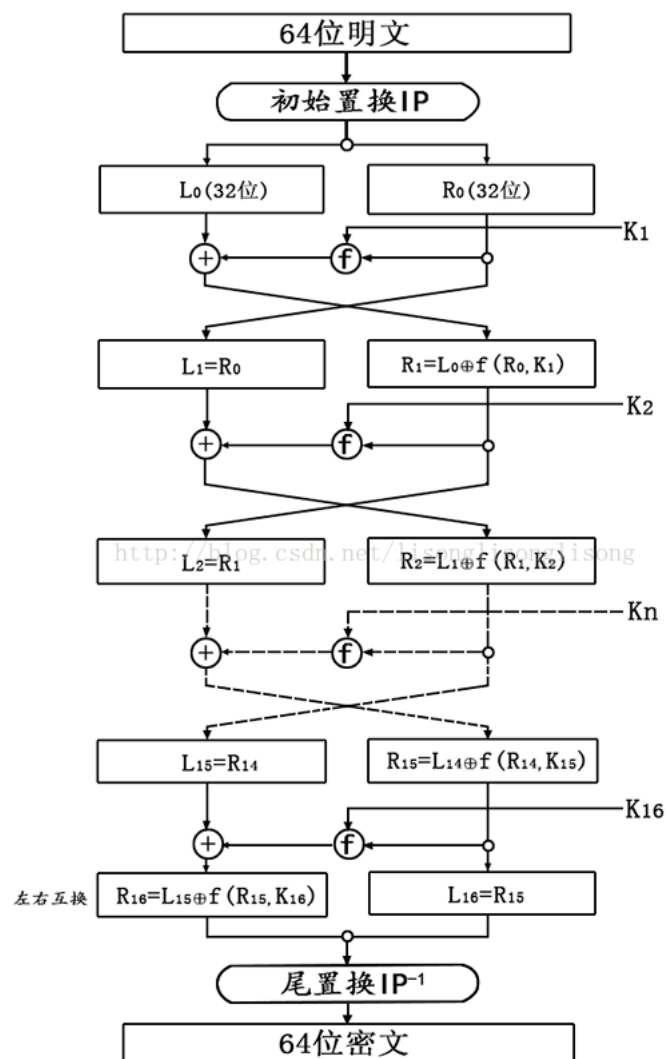 64位明文
初始置换IP
L₀(32位)
R₀(32位)
K₁
+
f
L₁=R₀
R₁=L₀⊕f(R₀,K₁)
K₂
+
f
http://blog.csdn.net/lisonglisonglisong
L₂=R₁
R₂=L₁⊕f(R₁,K₂)
Kn
+
f
L₁₅=R₁₄
R₁₅=L₁₄⊕f(R₁₄,K₁₅)
K₁₆
+
f
左右互换
R₁₆=L₁₅⊕f(R₁₅,K₁₆)
L₁₆=R₁₅
尾置换IP⁻¹
64位密文